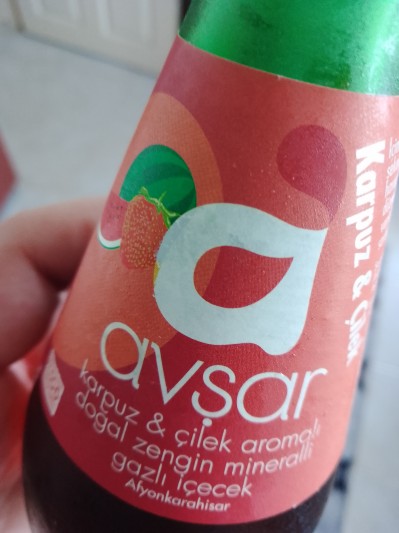 avşar
karpuz & çilek aromalı
doğal zengin mineralli
gazlı içecek
Afyonkarahisar
Karpuz & Çilek